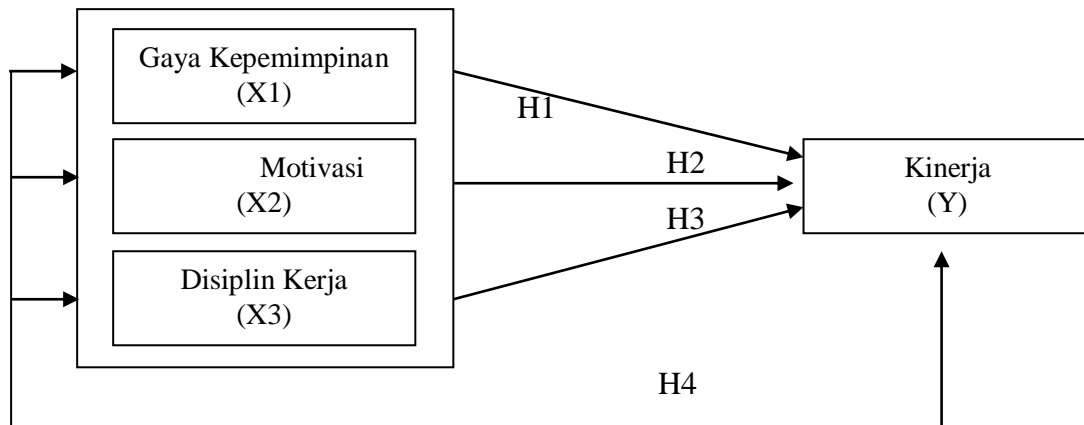 Gaya Kepemimpinan
(X1)
H1
Motivasi
(X2)
H2
Kinerja
(Y)
H3
Disiplin Kerja
(X3)
H4